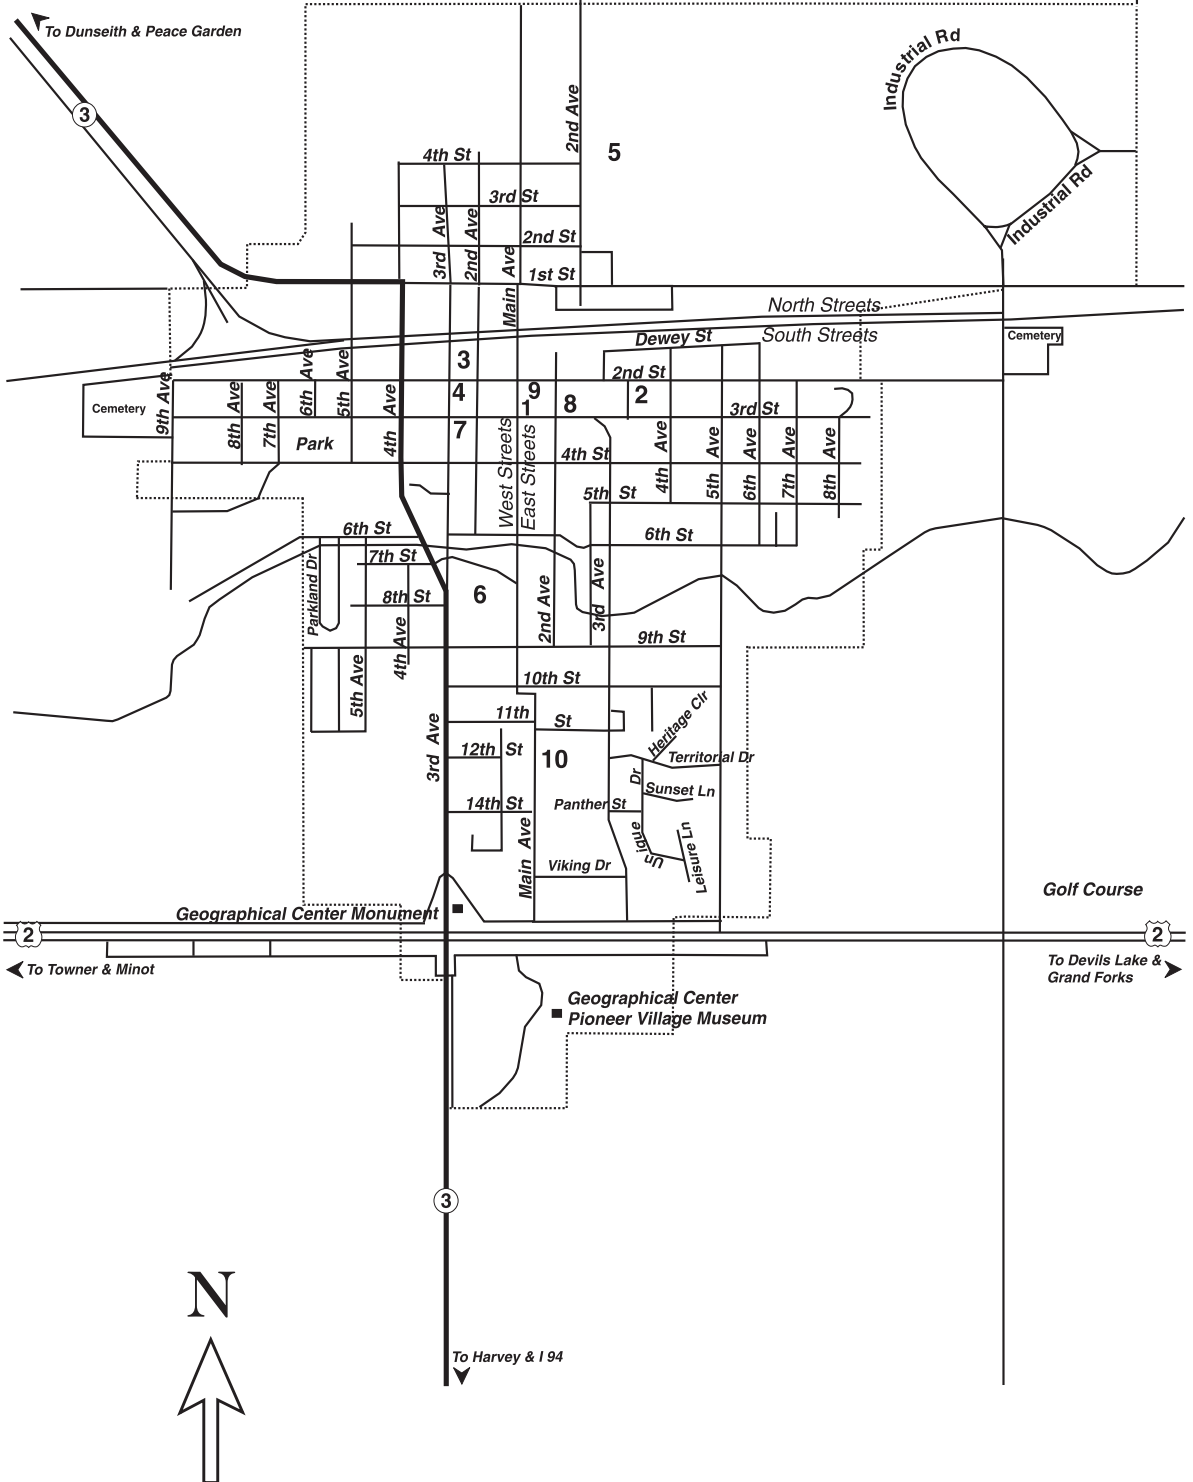 To Dunseith & Peace Garden
Industrial Rd
3
2nd Ave
5
4th St
3rd St
Industrial Rd
3rd Ave
2nd Ave
Main Ave
2nd St
1st St
North Streets
South Streets
Dewey St
Cemetery
3
6th Ave
5th Ave
2nd St
Cemetery
9th Ave
8th Ave
7th Ave
4th Ave
4
9
1
8
2
3rd St
Park
7
West Streets
East Streets
4th St
4th Ave
5th Ave
6th Ave
7th Ave
8th Ave
5th St
6th St
6th St
Parkland Dr
7th St
8th St
6
2nd Ave
3rd Ave
4th Ave
9th St
5th Ave
10th St
11th St
3rd Ave
12th St
10
Heritage Clr
Territorial Dr
Unique Dr
Sunset Ln
14th St
Panther St
Main Ave
Leisure Ln
Viking Dr
Golf Course
Geographical Center Monument
2
2
To Towner & Minot
To Devils Lake &
Grand Forks
Geographical Center
Pioneer Village Museum
3
N
To Harvey & I 94